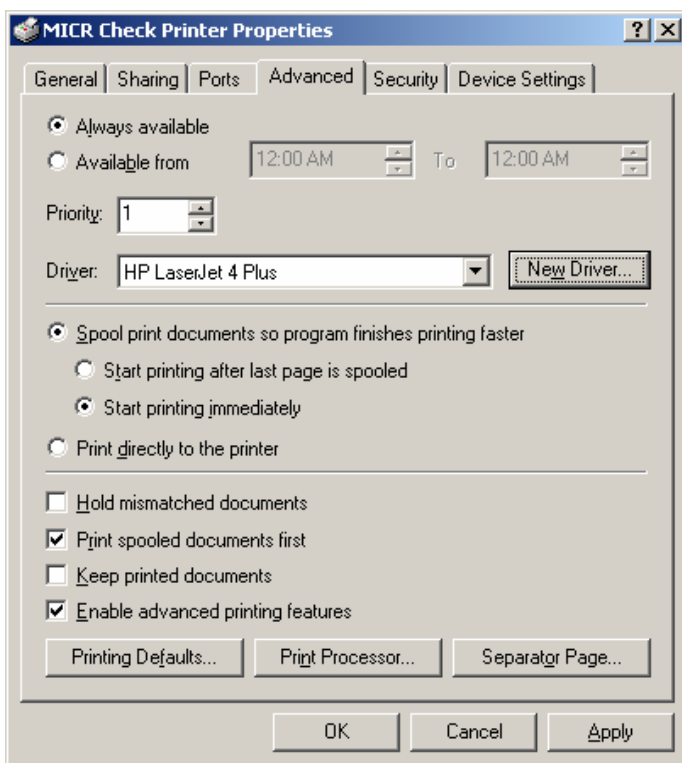 MICR Check Printer Properties
General Sharing Ports Advanced Security Device Settings
Always available
Available from 12:00 AM To 12:00 AM
Priority: 1
Driver: HP LaserJet 4 Plus New Driver...
Spool print documents so program finishes printing faster
Start printing after last page is spooled
Start printing immediately
Print directly to the printer
Hold mismatched documents
Print spooled documents first
Keep printed documents
Enable advanced printing features
Printing Defaults... Print Processor... Separator Page...
OK Cancel Apply